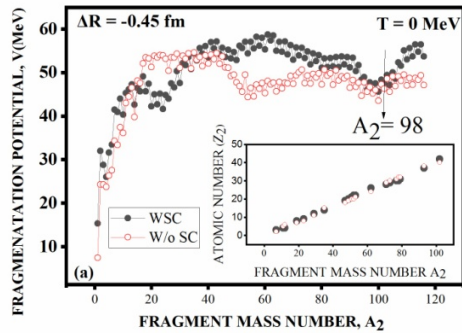 ΔR = -0.45 fm
T = 0 MeV
FRAGMENATATION POTENTIAL, V(MeV)
60
50
40
30
20
10
A2= 98
WSC
W/o SC
(a)
ATOMIC NUMBER (Z2)
40
30
20
10
0
0 20 40 60 80 100
FRAGMENT MASS NUMBER A2
0 20 40 60 80 100 120
FRAGMENT MASS NUMBER, A2